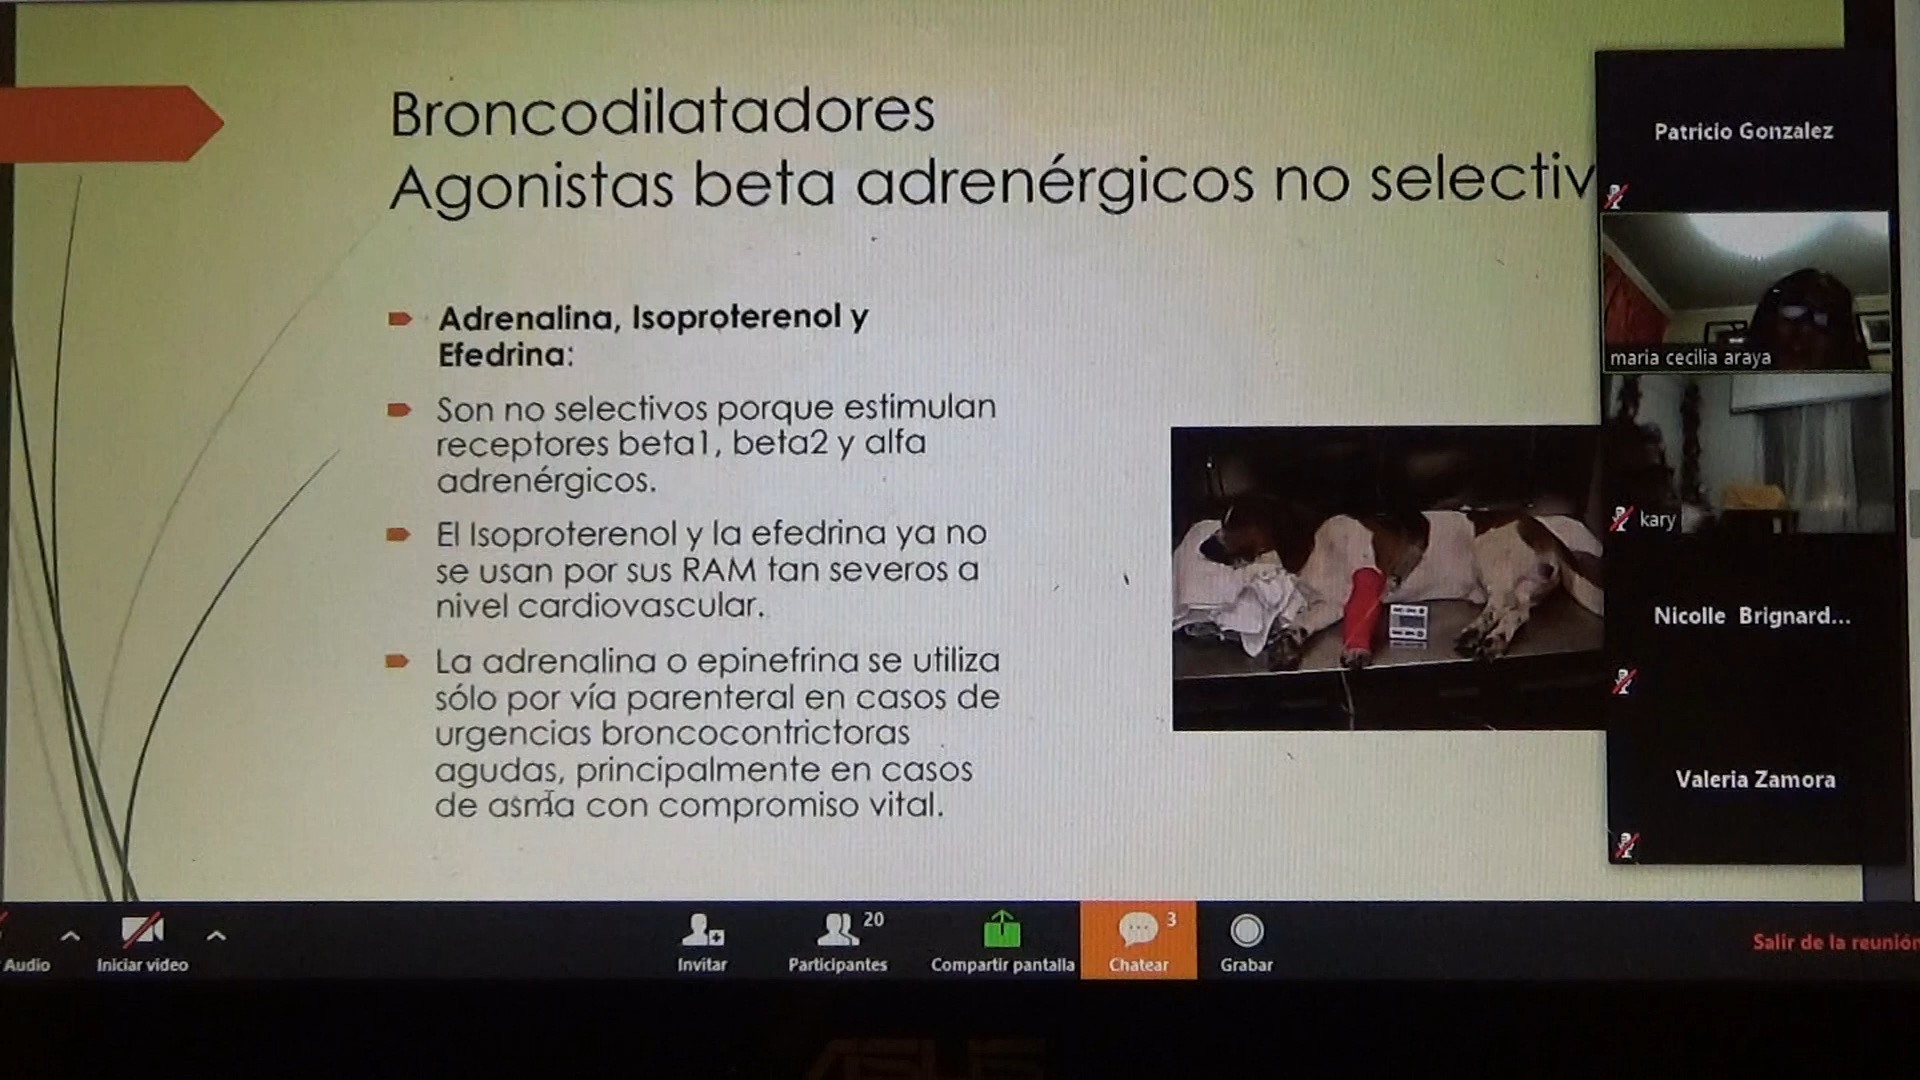 Broncodilatadores
Agonistas beta adrenérgicos no selectiv
Adrenalina, Isoproterenol y
Efedrina:
Son no selectivos porque estimulan
receptores beta1, beta2 y alfa
adrenérgicos.
El Isoproterenol y la efedrina ya no
se usan por sus RAM tan severos a
nivel cardiovascular.
La adrenalina o epinefrina se utiliza
sólo por vía parenteral en casos de
urgencias broncocontrictoras
agudas, principalmente en casos
de asma con compromiso vital.
Patricio Gonzalez
maria cecilia araya
kary
Nicolle Brignard...
Valeria Zamora
Audio
Iniciar video
Invitar
20
Participantes
Compartir pantalla
3
Chatear
Grabar
Salir de la reunión